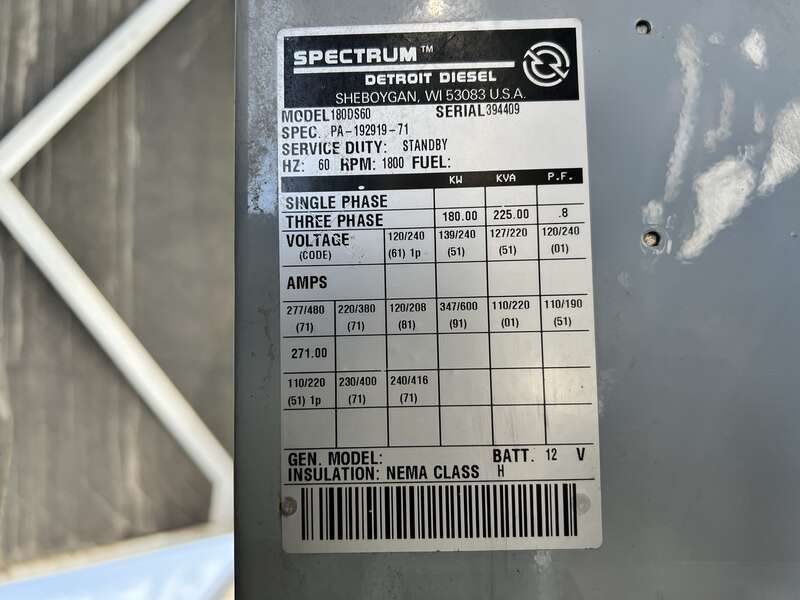 SPECTRUM™
DETROIT DIESEL
SHEBOYGAN, WI 53083 U.S.A.
MODEL 180DS60 SERIAL 394409
SPEC. PA-192919-71
SERVICE DUTY: STANDBY
HZ: 60 RPM: 1800 FUEL:
KW KVA P.F.
SINGLE PHASE
THREE PHASE 180.00 225.00 .8
VOLTAGE 120/240 139/240 127/220 120/240
(CODE) (61) 1p (51) (51) (01)
AMPS
277/480 220/380 120/208 347/600 110/220 110/190
(71) (71) (81) (91) (01) (51)
271.00
110/220 230/400 240/416
(51) 1p (71) (71)
GEN. MODEL: BATT. 12 V
INSULATION: NEMA CLASS H